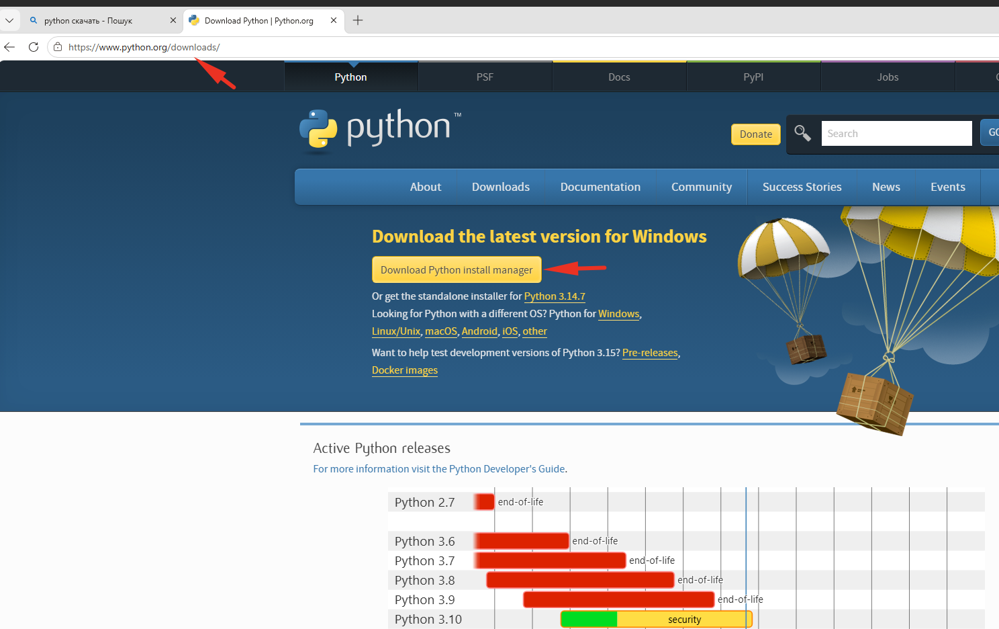 python скачать - Пошук
Download Python | Python.org
https://www.python.org/downloads/
Python
PSF
Docs
PyPI
Jobs
python™
Donate
Search
About
Downloads
Documentation
Community
Success Stories
News
Events
Download the latest version for Windows
Download Python install manager
Or get the standalone installer for Python 3.14.7
Looking for Python with a different OS? Python for Windows,
Linux/Unix, macOS, Android, iOS, other
Want to help test development versions of Python 3.15? Pre-releases,
Docker images
Active Python releases
For more information visit the Python Developer's Guide.
Python 2.7 end-of-life
Python 3.6 end-of-life
Python 3.7 end-of-life
Python 3.8 end-of-life
Python 3.9 end-of-life
Python 3.10 security